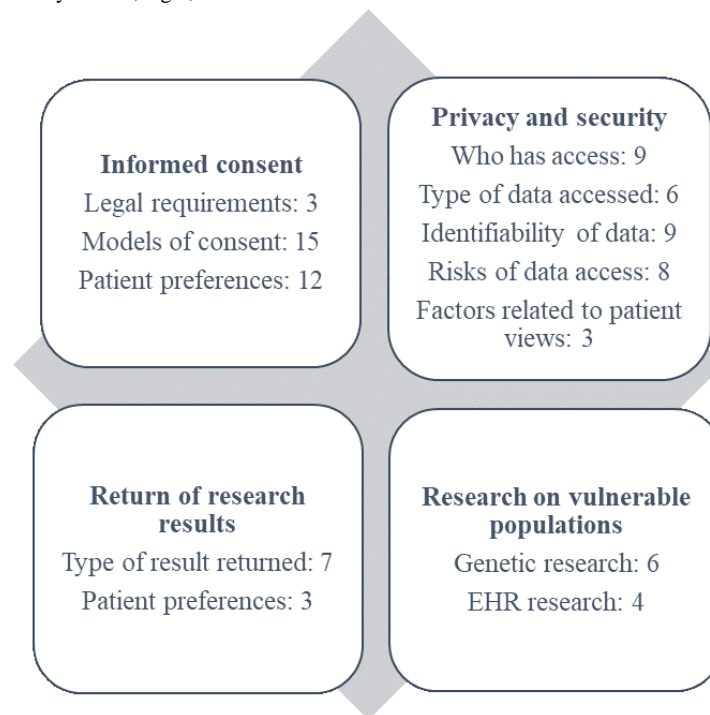 Informed consent
Legal requirements: 3
Models of consent: 15
Patient preferences: 12
Privacy and security
Who has access: 9
Type of data accessed: 6
Identifiability of data: 9
Risks of data access: 8
Factors related to patient
views: 3
Return of research
results
Type of result returned: 7
Patient preferences: 3
Research on vulnerable
populations
Genetic research: 6
EHR research: 4